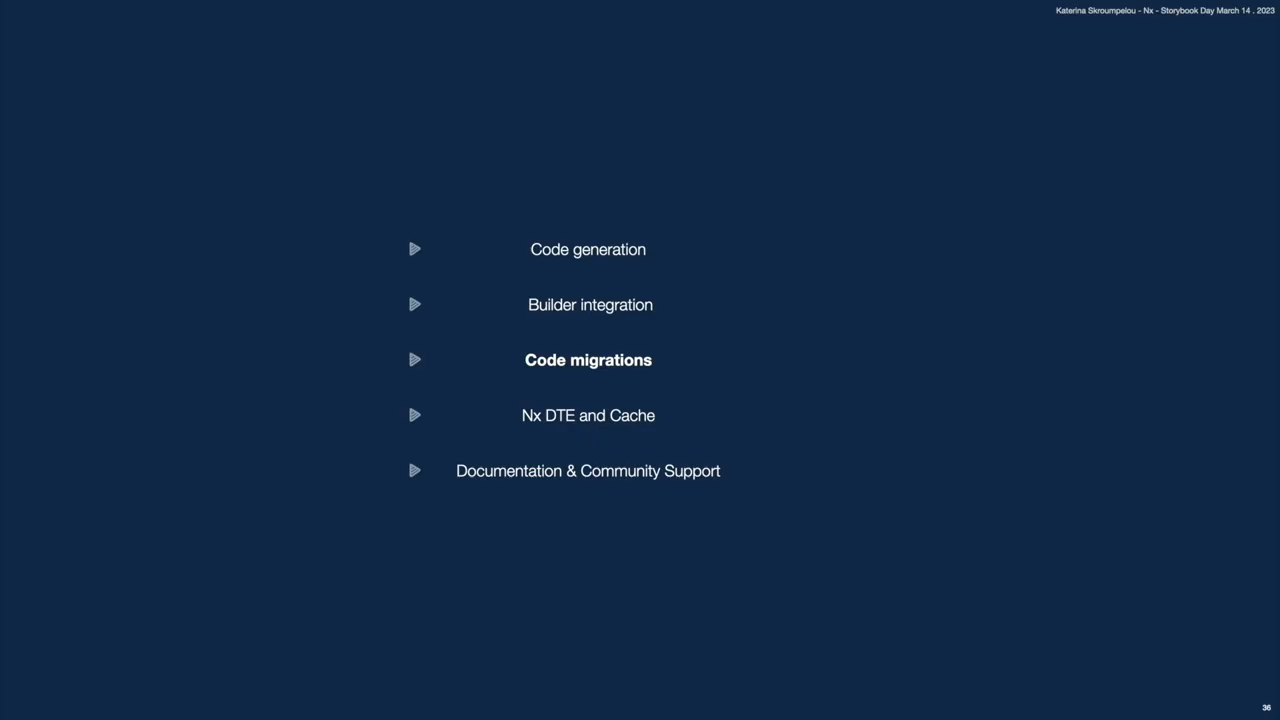 Katerina Skroumpelou - Nx - Storybook Day March 14 . 2023
Code generation
Builder integration
Code migrations
Nx DTE and Cache
Documentation & Community Support
36